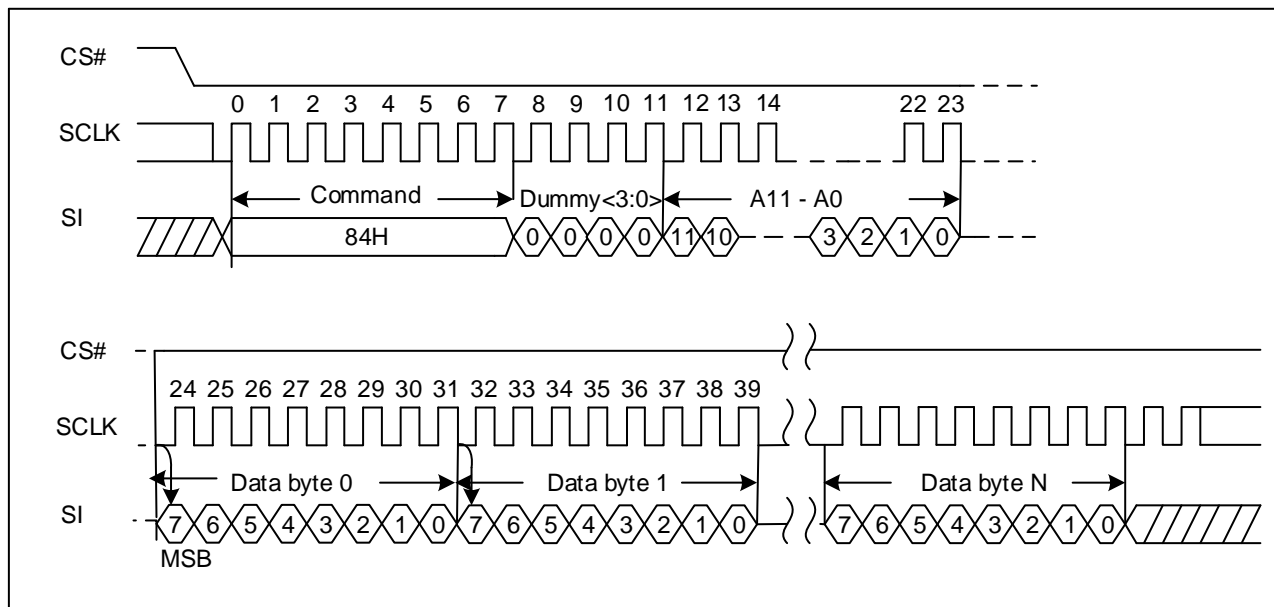 CS#
0 1 2 3 4 5 6 7 8 9 10 11 12 13 14 22 23
SCLK
Command Dummy<3:0> A11 - A0
SI
84H 0 0 0 0 11 10 3 2 1 0
CS#
24 25 26 27 28 29 30 31 32 33 34 35 36 37 38 39
SCLK
Data byte 0 Data byte 1 Data byte N
SI
7 6 5 4 3 2 1 0 7 6 5 4 3 2 1 0 7 6 5 4 3 2 1 0
MSB